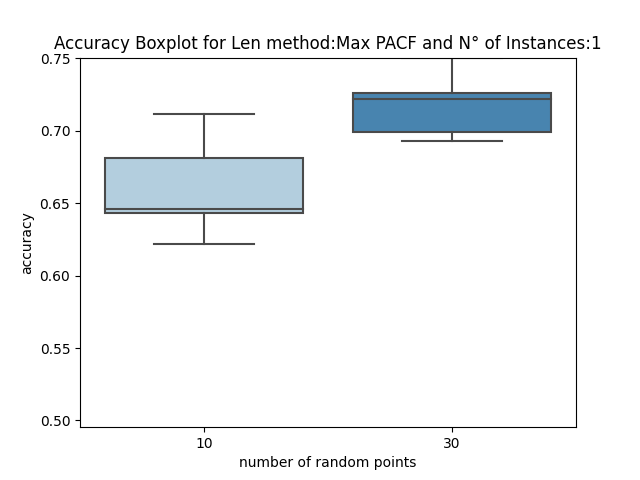 Accuracy Boxplot for Len method:Max PACF and N° of Instances:1
0.75
0.70
0.65
0.60
0.55
0.50
accuracy
10 30
number of random points